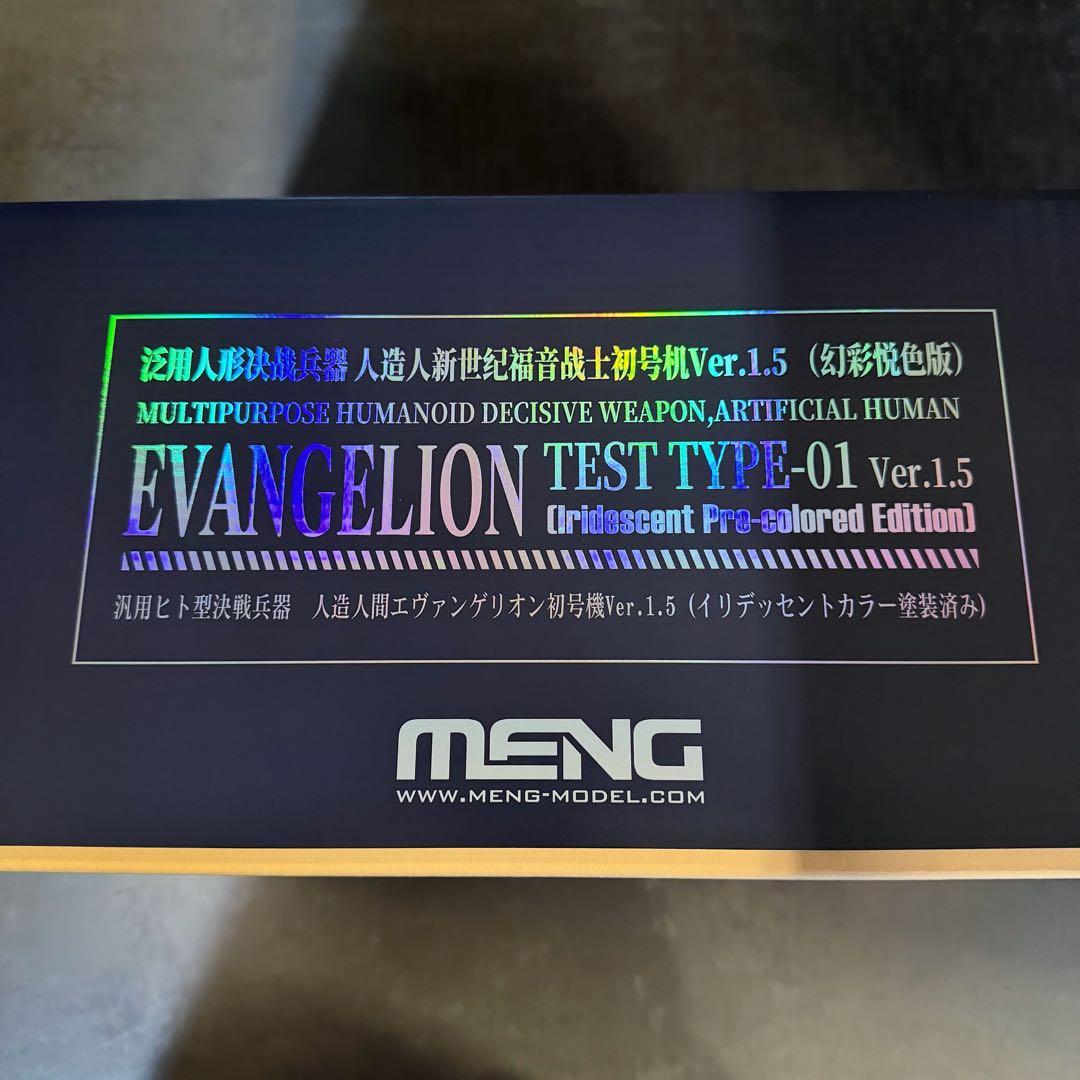 泛用人形决战兵器 人造人新世纪福音战士初号机Ver.1.5 （幻彩悦色版）
MULTIPURPOSE HUMANOID DECISIVE WEAPON,ARTIFICIAL HUMAN
EVANGELION TEST TYPE-01 Ver.1.5
(Iridescent Pre-colored Edition)
汎用ヒト型決戦兵器　人造人間エヴァンゲリオン初号機Ver.1.5（イリデッセントカラー塗装済み)
MENG
WWW.MENG-MODEL.COM